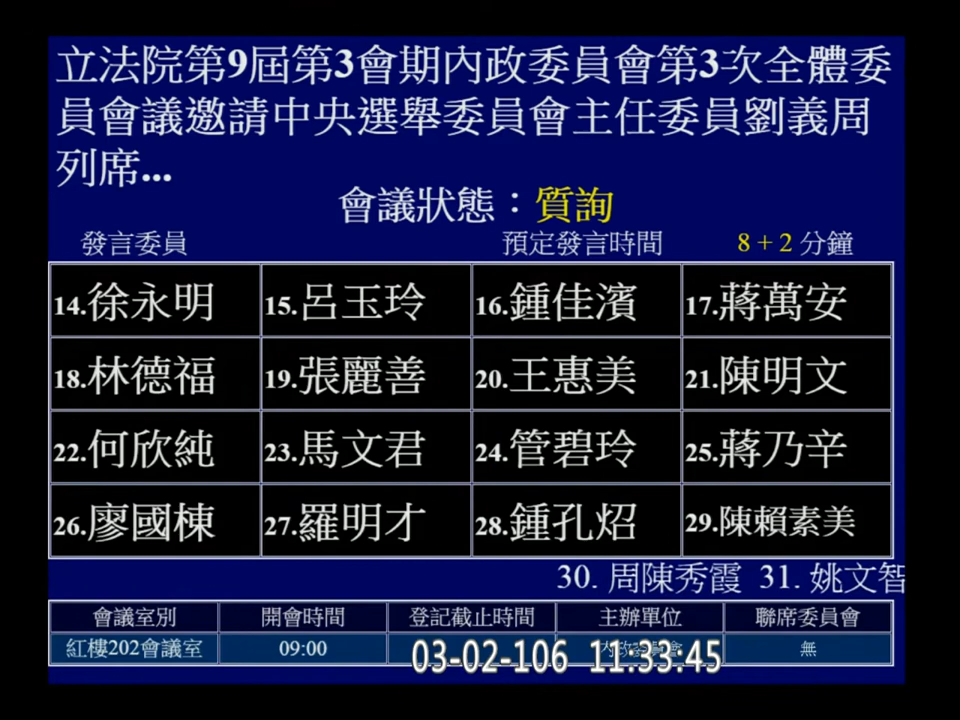 立法院第9屆第3會期內政委員會第3次全體委
員會議邀請中央選舉委員會主任委員劉義周
列席...
會議狀態：質詢
發言委員 預定發言時間 8 + 2 分鐘
14.徐永明 15.呂玉玲 16.鍾佳濱 17.蔣萬安
18.林德福 19.張麗善 20.王惠美 21.陳明文
22.何欣純 23.馬文君 24.管碧玲 25.蔣乃辛
26.廖國棟 27.羅明才 28.鍾孔炤 29.陳賴素美
30. 周陳秀霞 31. 姚文智
會議室別 開會時間 登記截止時間 主辦單位 聯席委員會
紅樓202會議室 09:00 內政委員會 無
03-02-106 11:33:45